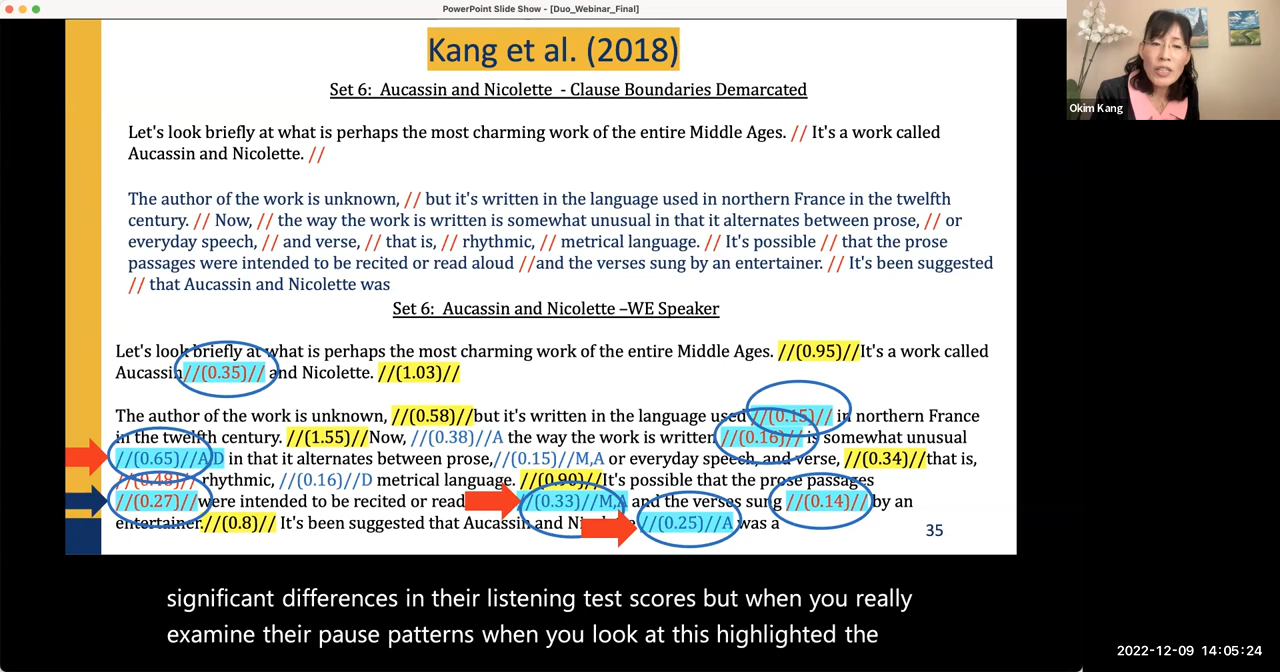 PowerPoint Slide Show - [Duo_Webinar_Final]
Kang et al. (2018)
Set 6: Aucassin and Nicolette - Clause Boundaries Demarcated
Let's look briefly at what is perhaps the most charming work of the entire Middle Ages. // It's a work called
Aucassin and Nicolette. //
The author of the work is unknown, // but it's written in the language used in northern France in the twelfth
century. // Now, // the way the work is written is somewhat unusual in that it alternates between prose, // or
everyday speech, // and verse, // that is, // rhythmic, // metrical language. // It's possible // that the prose
passages were intended to be recited or read aloud //and the verses sung by an entertainer. // It's been suggested
// that Aucassin and Nicolette was
Set 6: Aucassin and Nicolette –WE Speaker
Let's look briefly at what is perhaps the most charming work of the entire Middle Ages. //(0.95)//It's a work called
Aucassin//(0.35)// and Nicolette. //(1.03)//
The author of the work is unknown, //(0.58)//but it's written in the language used //(0.15)// in northern France
in the twelfth century. //(1.55)//Now, //(0.38)//A the way the work is written //(0.16)// is somewhat unusual
//(0.65)//A,D in that it alternates between prose,//(0.15)//M,A or everyday speech, and verse, //(0.34)//that is,
//(0.48)// rhythmic, //(0.16)//D metrical language. //(0.90)//It's possible that the prose passages
//(0.27)//were intended to be recited or read //(0.33)//M,A and the verses sung //(0.14)// by an
entertainer.//(0.8)// It's been suggested that Aucassin and //(0.25)//A was a
35
Okim Kang
significant differences in their listening test scores but when you really
examine their pause patterns when you look at this highlighted the
2022-12-09 14:05:24